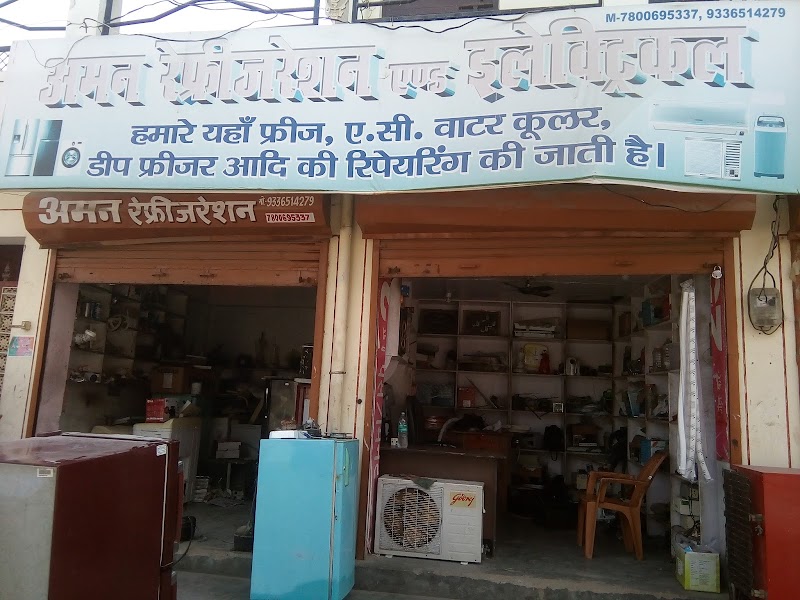 M-7800695337, 9336514279
अमन रेफ्रीजरेशन एण्ड इलेक्ट्रिकल
हमारे यहाँ फ्रीज, ए.सी. वाटर कूलर,
डीप फ्रीजर आदि की रिपेयरिंग की जाती है।
अमन रेफ्रीजरेशन मो.-9336514279
7800695337
Godrej